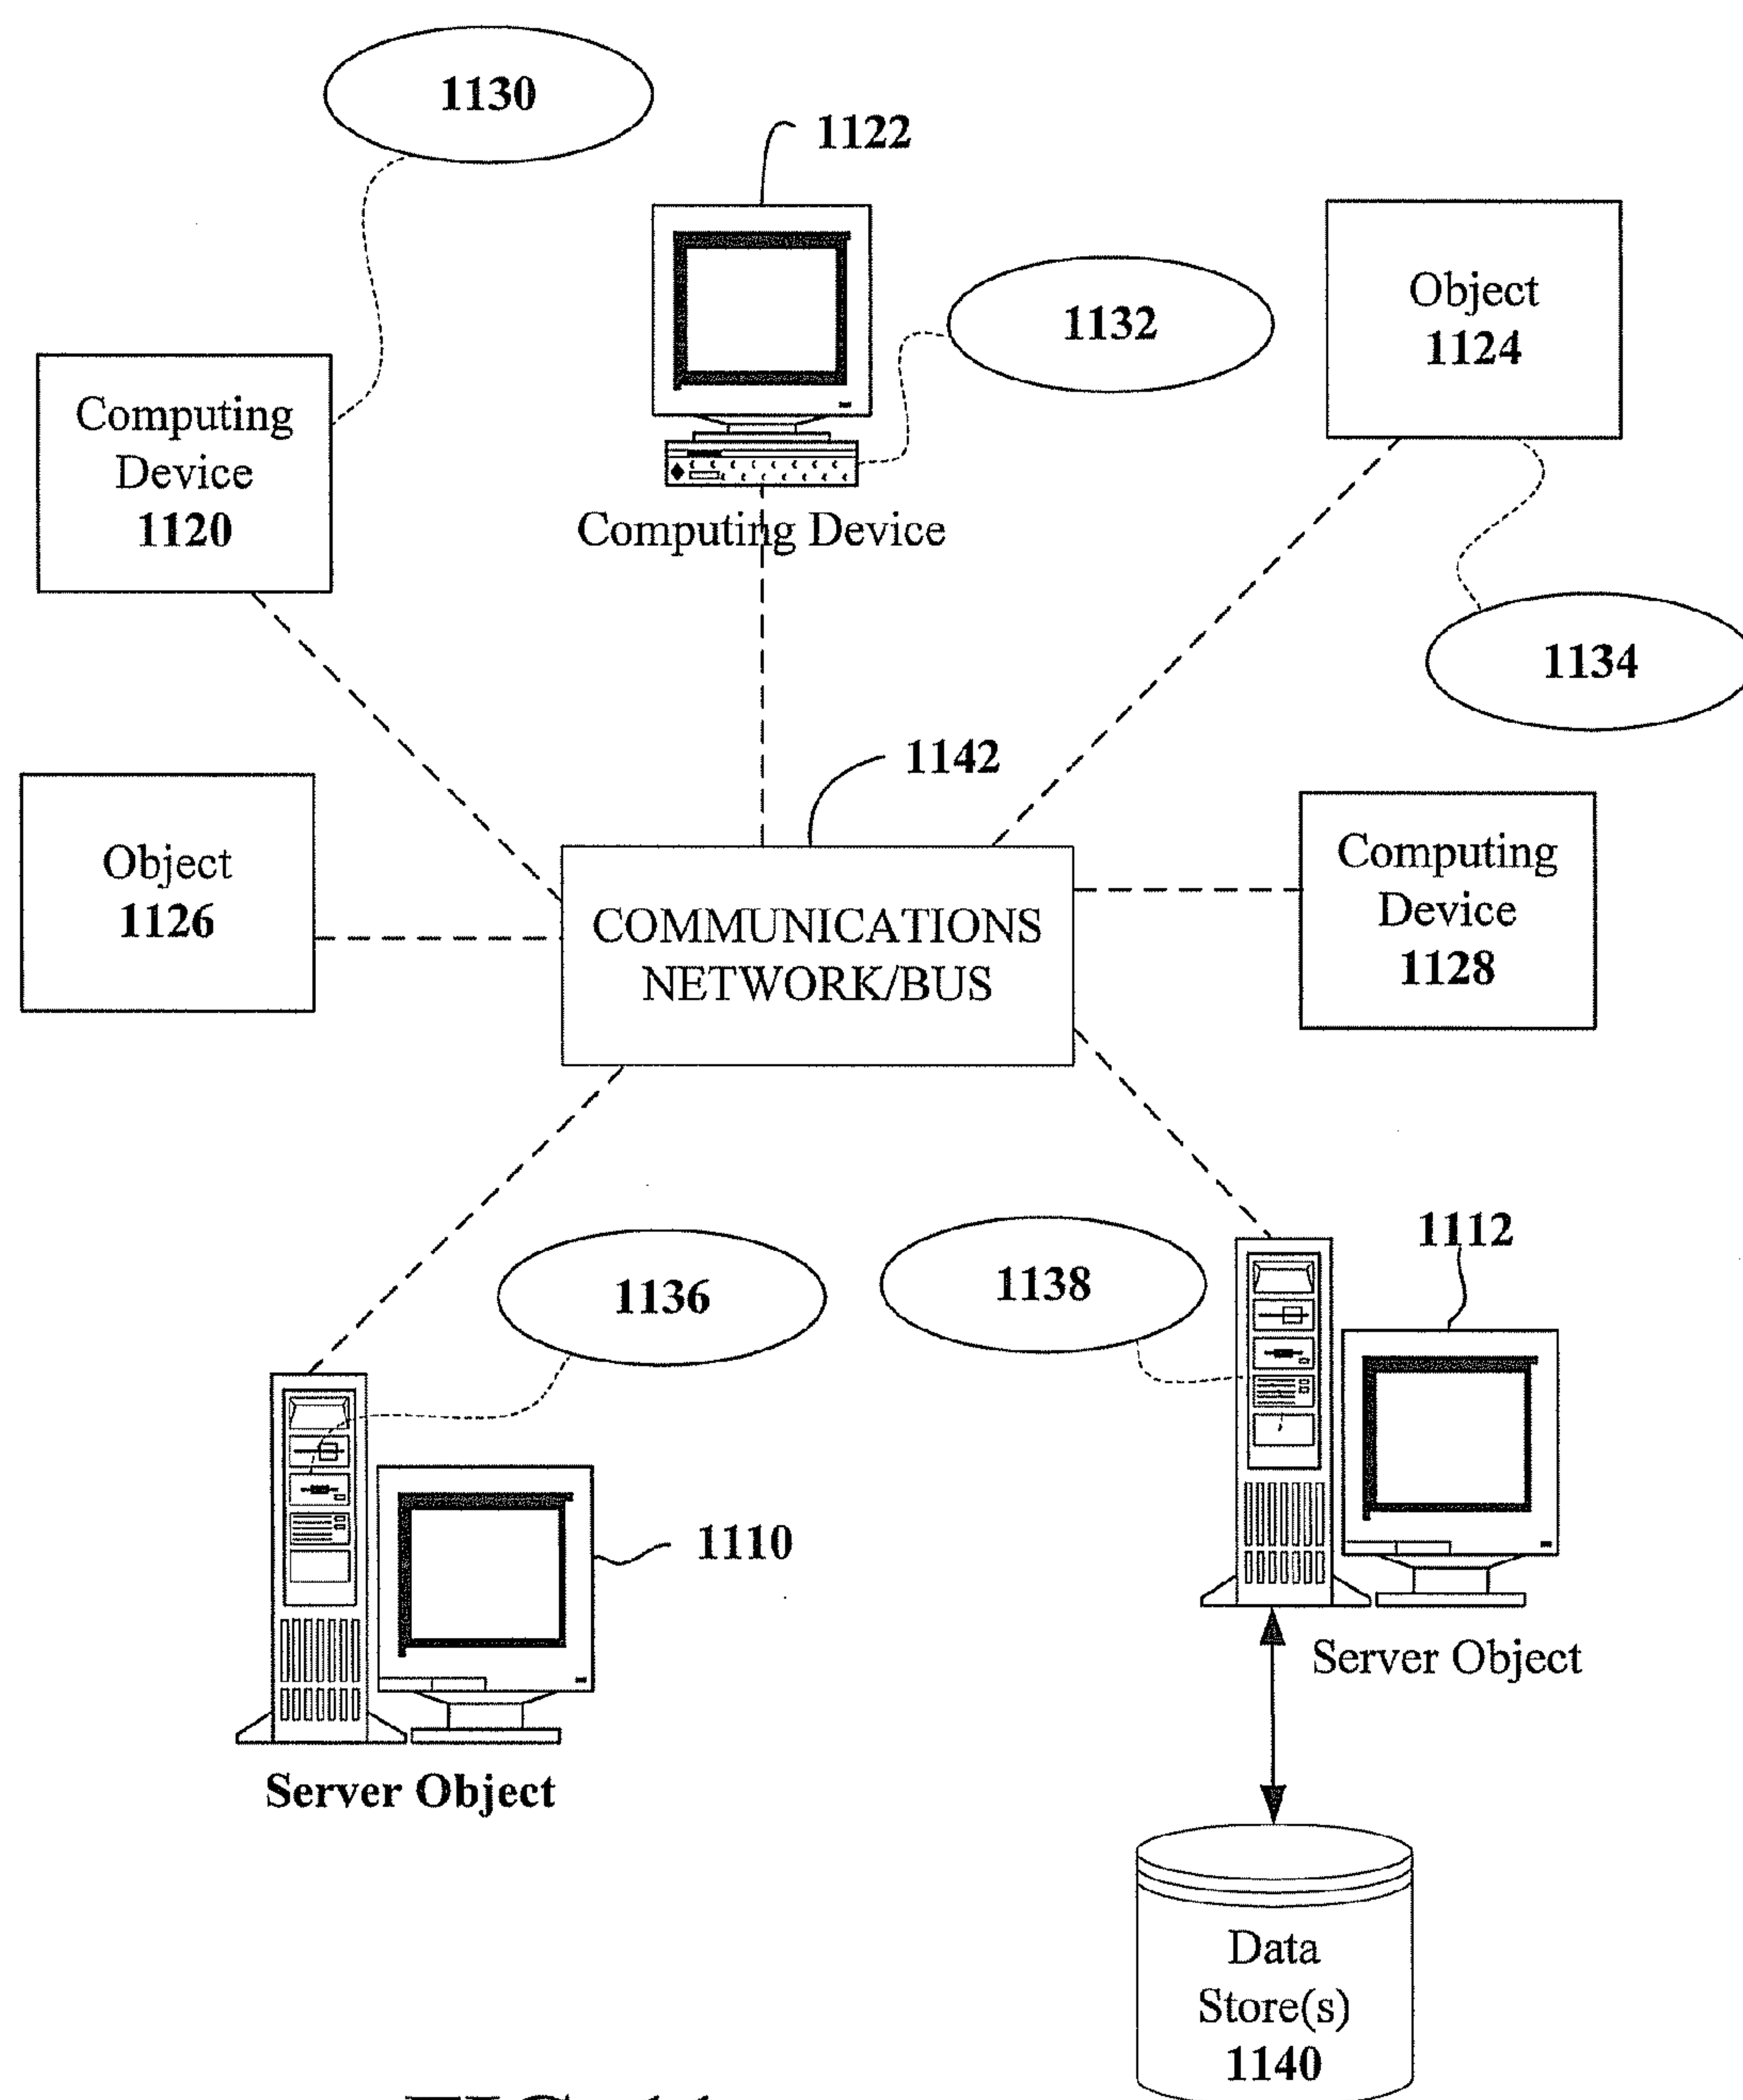 1130
1122
Object
1124
1132
Computing
Device
1120
Computing Device
1134
1142
Object
1126
Computing
Device
1128
COMMUNICATIONS
NETWORK/BUS
1112
1136
1138
1110
Server Object
Server Object
Data
Store(s)
1140